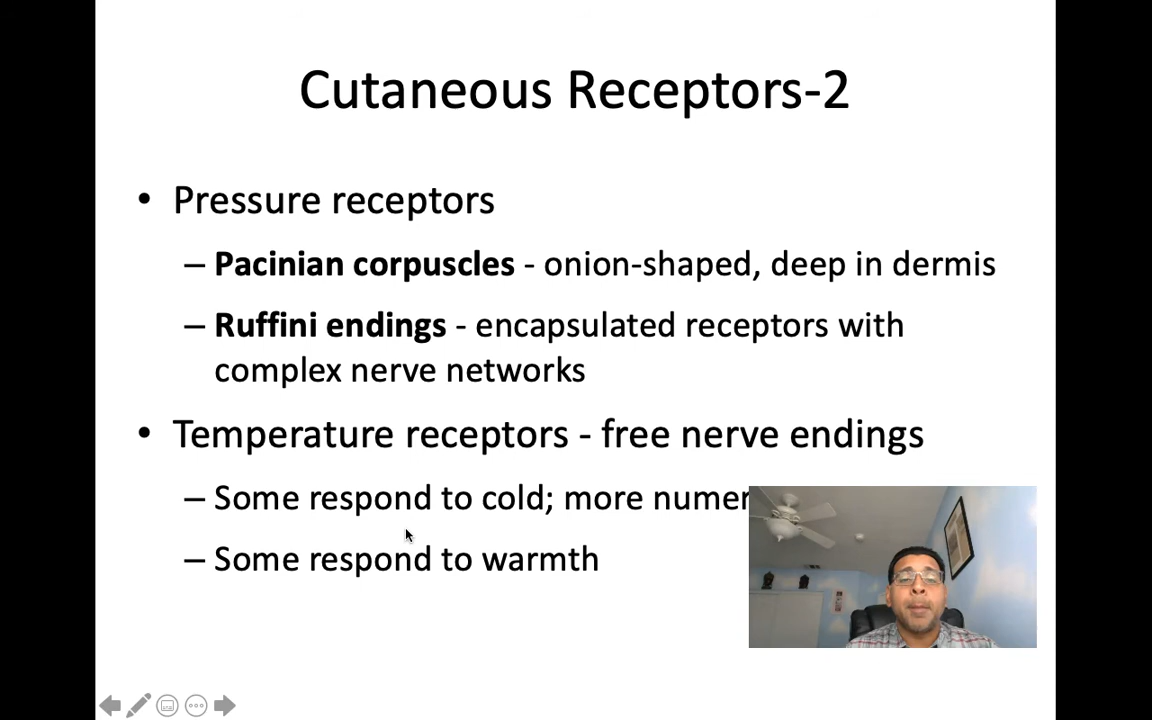 Cutaneous Receptors-2
• Pressure receptors
– Pacinian corpuscles - onion-shaped, deep in dermis
– Ruffini endings - encapsulated receptors with
complex nerve networks
• Temperature receptors - free nerve endings
– Some respond to cold; more
– Some respond to warmth